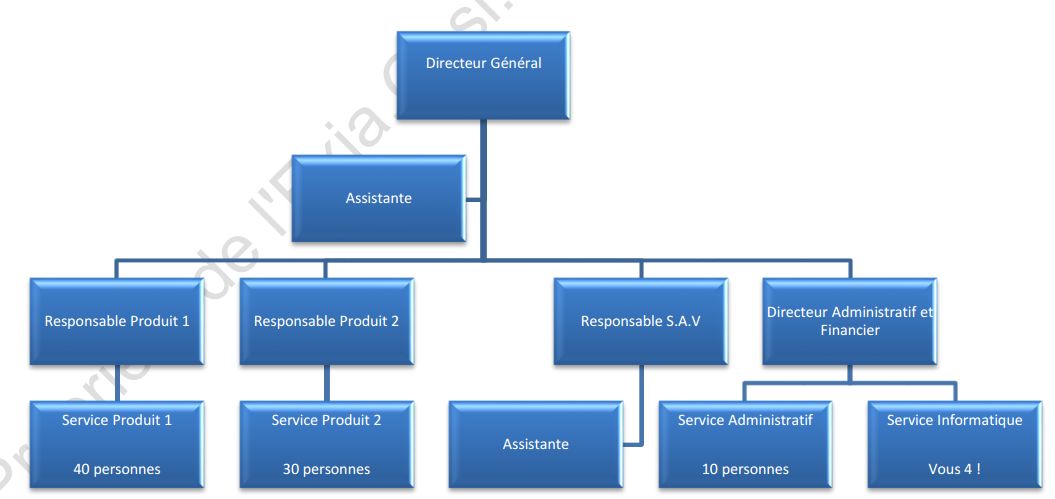 Directeur Général
Assistante
Responsable Produit 1
Responsable Produit 2
Responsable S.A.V
Directeur Administratif et
Financier
Service Produit 1
40 personnes
Service Produit 2
30 personnes
Assistante
Service Administratif
10 personnes
Service Informatique
Vous 4 !
de l'